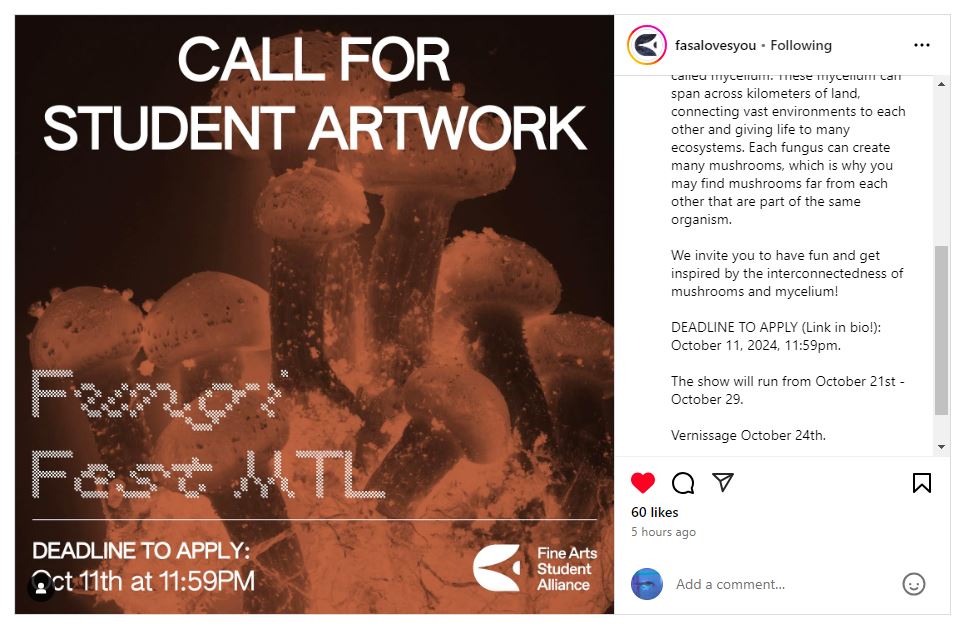 CALL FOR
STUDENT ARTWORK
Fungi
Fest MTL
DEADLINE TO APPLY:
Oct 11th at 11:59PM
Fine Arts
Student
Alliance
fasalovesyou • Following
called mycelium. These mycelium can
span across kilometers of land,
connecting vast environments to each
other and giving life to many
ecosystems. Each fungus can create
many mushrooms, which is why you
may find mushrooms far from each
other that are part of the same
organism.
We invite you to have fun and get
inspired by the interconnectedness of
mushrooms and mycelium!
DEADLINE TO APPLY (Link in bio!):
October 11, 2024, 11:59pm.
The show will run from October 21st -
October 29.
Vernissage October 24th.
60 likes
5 hours ago
Add a comment...